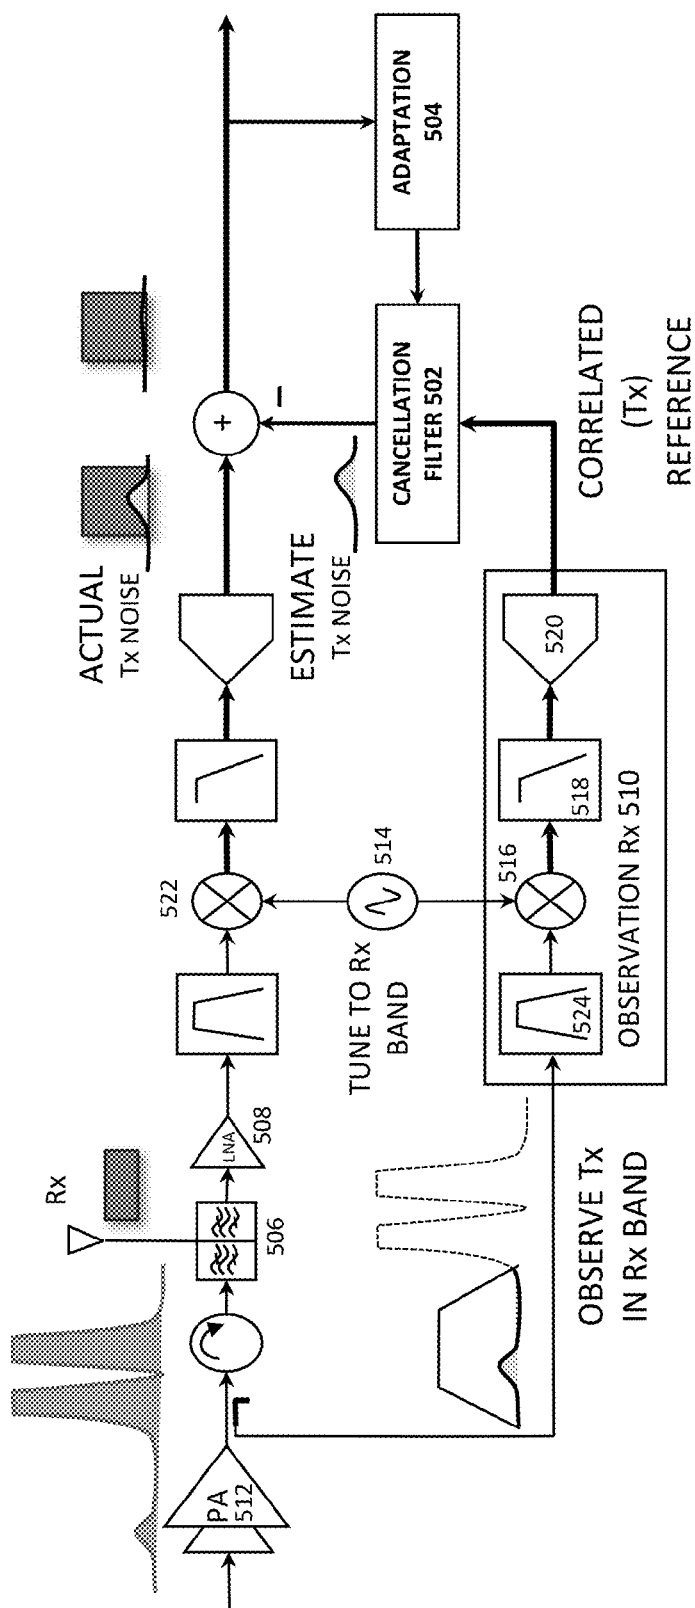 ACTUAL
Tx NOISE
Rx
PA
512
506
LNA
508
522
ESTIMATE
Tx NOISE
+
−
ADAPTATION
504
TUNE TO Rx
BAND
514
CANCELLATION
FILTER 502
OBSERVE Tx
IN Rx BAND
524
516
518
520
OBSERVATION Rx 510
CORRELATED
(Tx)
REFERENCE